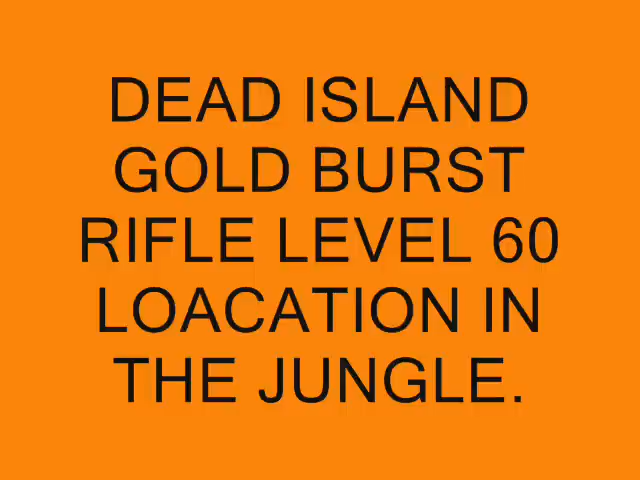 DEAD ISLAND
GOLD BURST
RIFLE LEVEL 60
LOACATION IN
THE JUNGLE.